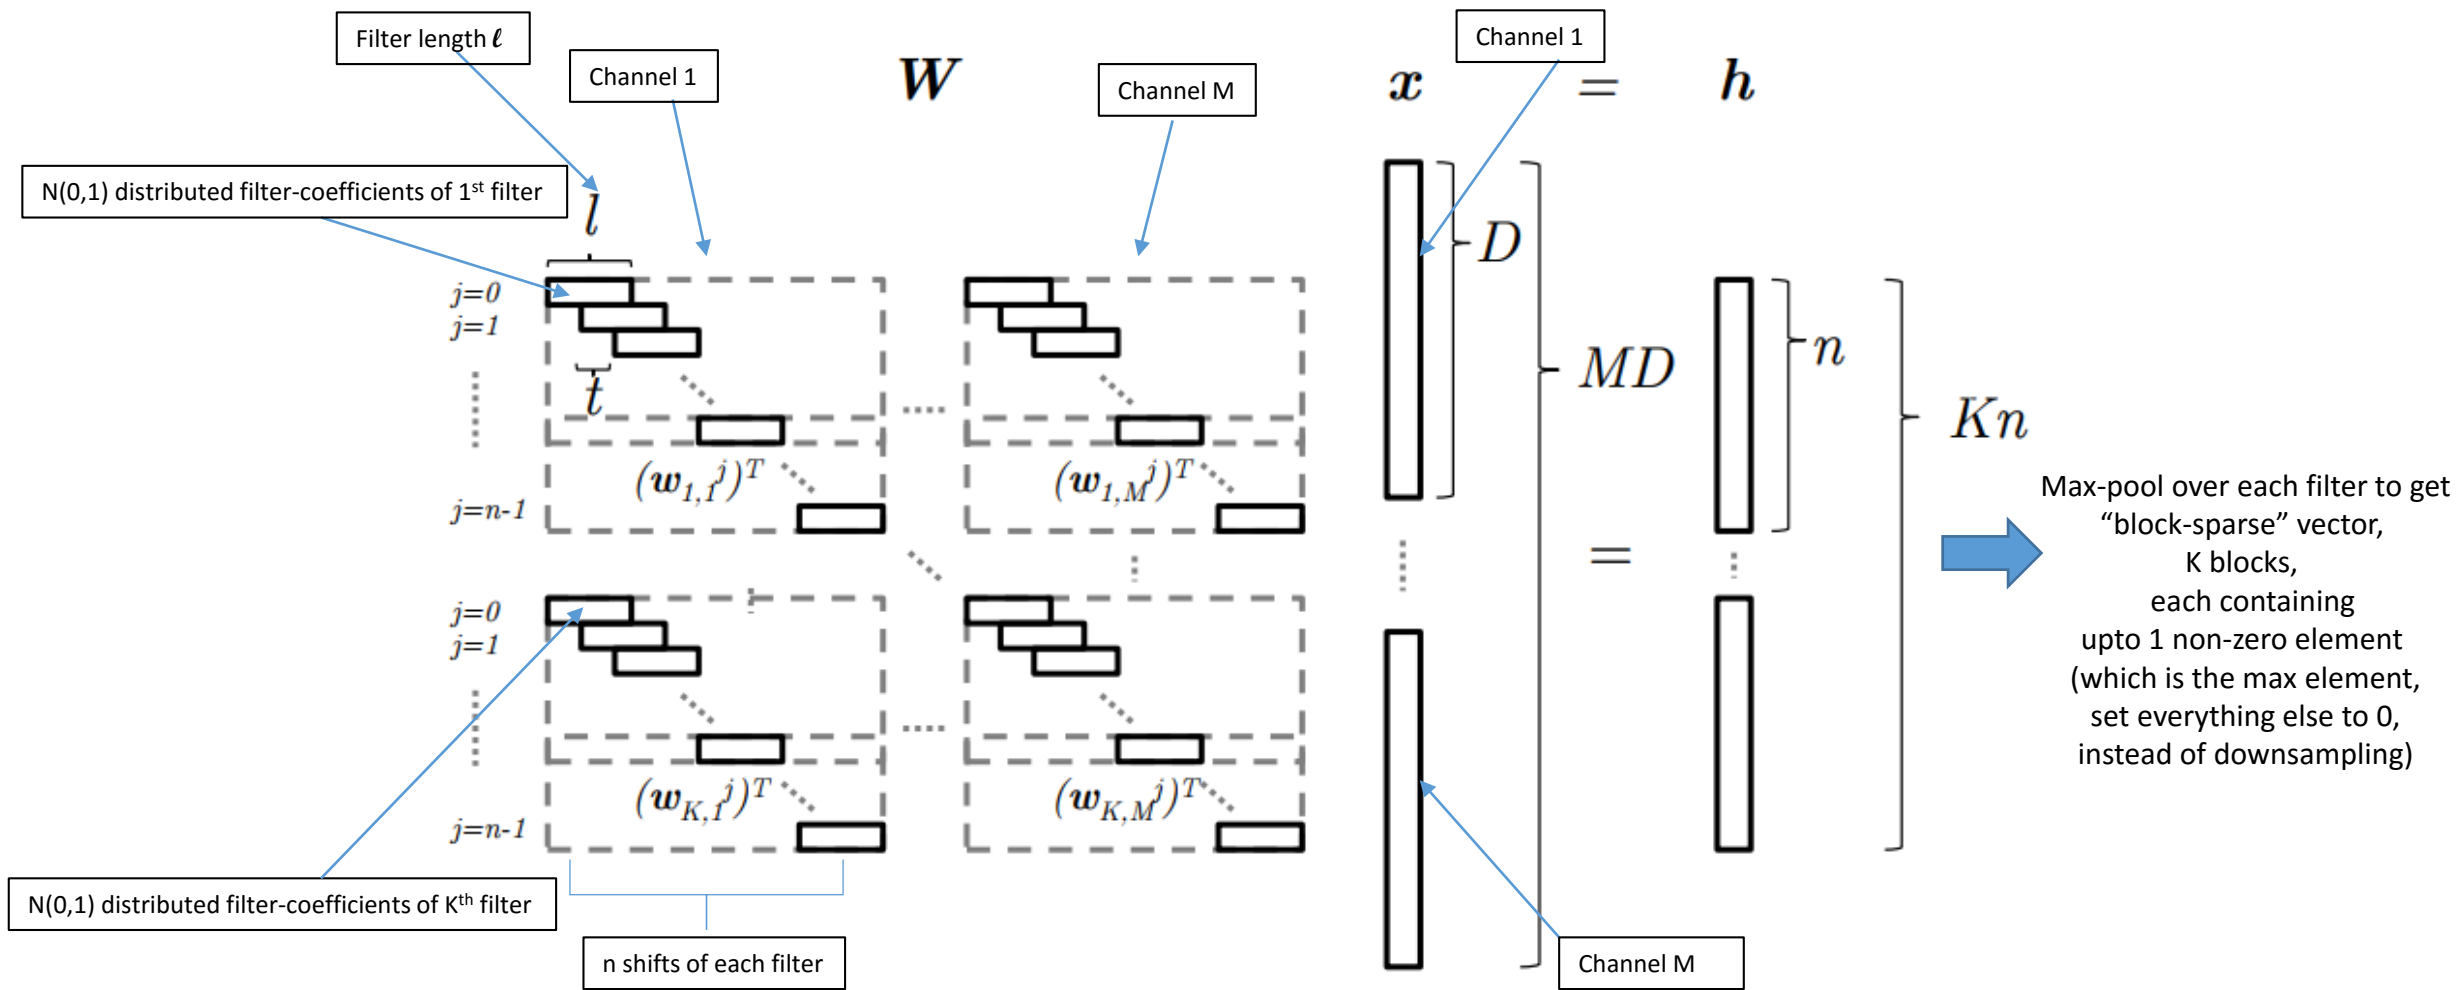 Filter length ℓ
Channel 1
W
Channel M
Channel 1
x
=
h
N(0,1) distributed filter-coefficients of 1st filter
l
D
j=0
j=1
t
MD
n
Kn
(w1,1j)T
(w1,Mj)T
j=n-1
=
Max-pool over each filter to get
“block-sparse” vector,
K blocks,
each containing
upto 1 non-zero element
(which is the max element,
set everything else to 0,
instead of downsampling)
j=0
j=1
(wK,1j)T
(wK,Mj)T
j=n-1
N(0,1) distributed filter-coefficients of Kth filter
n shifts of each filter
Channel M